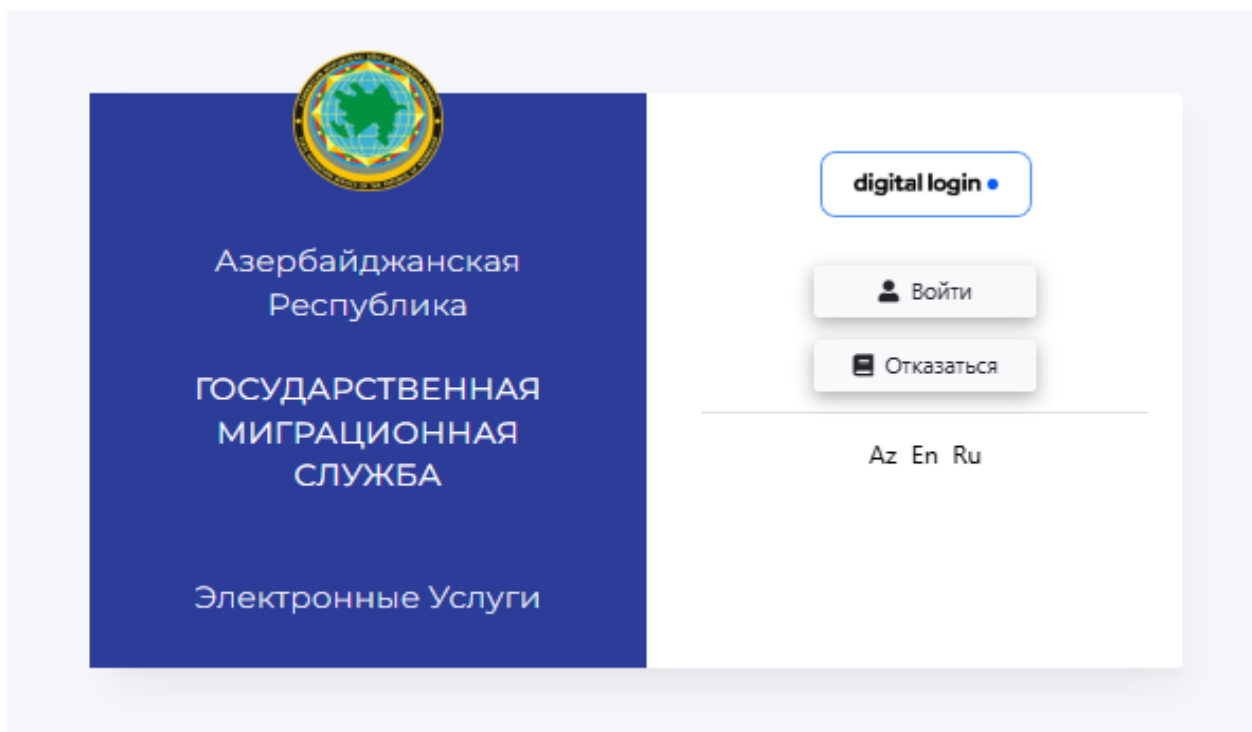 Азербайджанская
Республика
ГОСУДАРСТВЕННАЯ
МИГРАЦИОННАЯ
СЛУЖБА
Электронные Услуги
digital login
Войти
Отказаться
Az En Ru